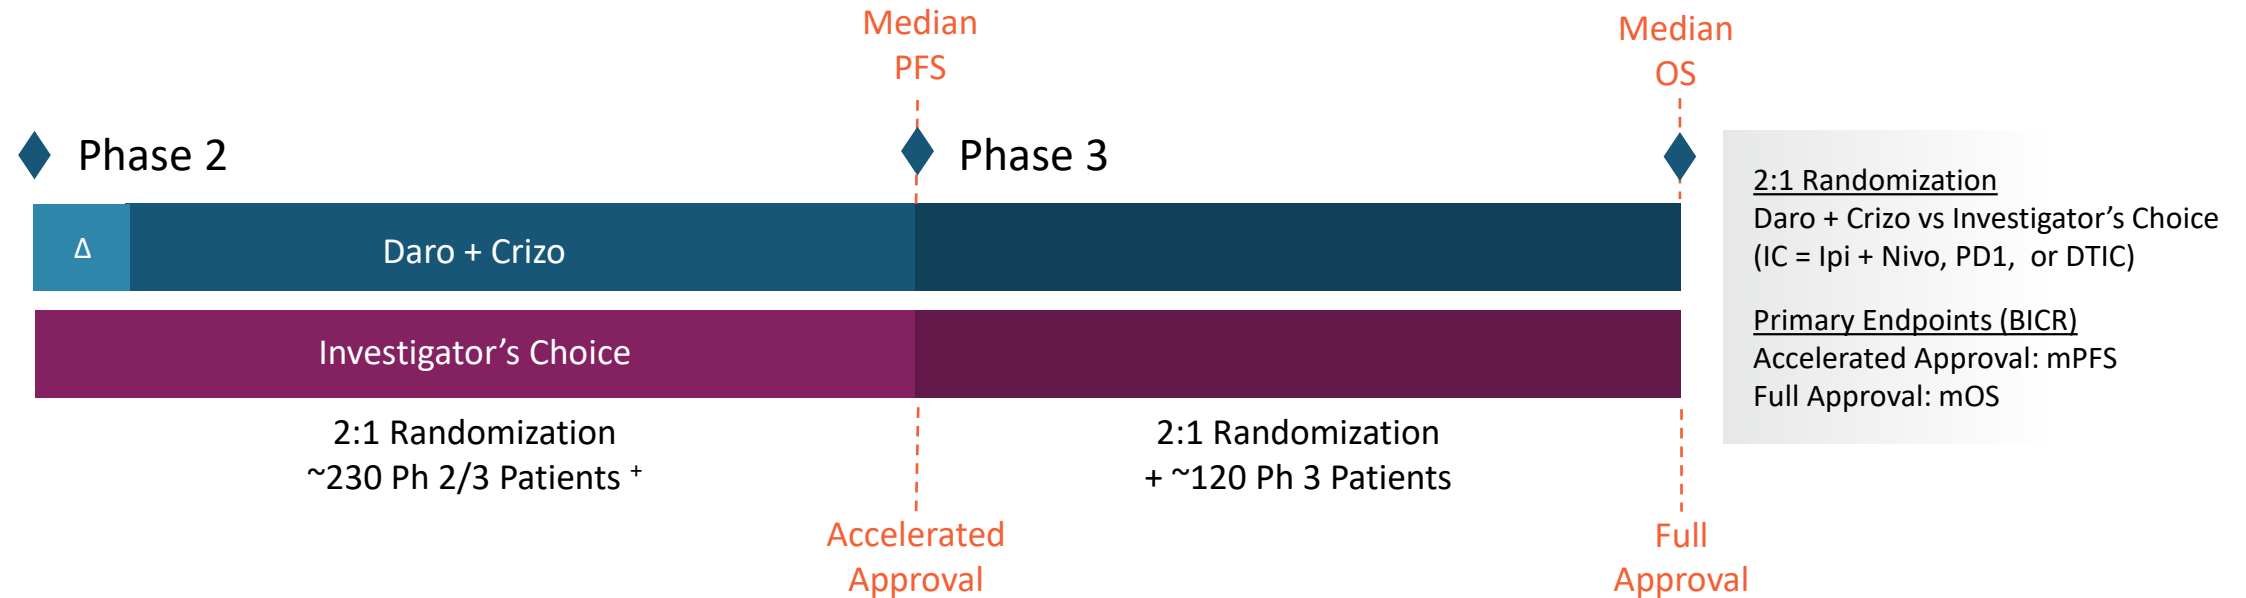 Median
PFS
Median
OS
Phase 2
Phase 3
Δ
Daro + Crizo
Investigator’s Choice
2:1 Randomization
~230 Ph 2/3 Patients +
2:1 Randomization
+ ~120 Ph 3 Patients
Accelerated
Approval
Full
Approval
2:1 Randomization
Daro + Crizo vs Investigator’s Choice
(IC = Ipi + Nivo, PD1, or DTIC)
Primary Endpoints (BICR)
Accelerated Approval: mPFS
Full Approval: mOS